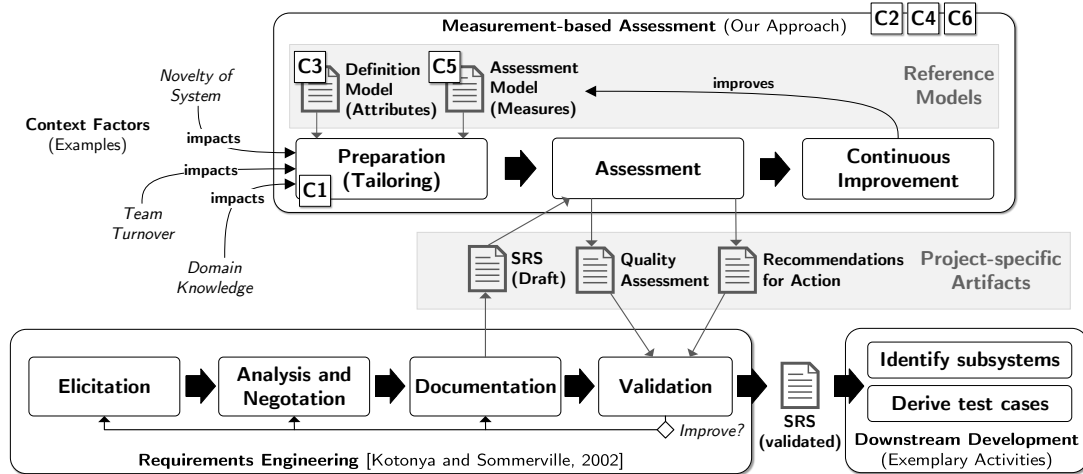 Measurement-based Assessment (Our Approach)
C2 C4 C6
C3
Definition
Model
(Attributes)
C5
Assessment
Model
(Measures)
improves
Reference
Models
Novelty of
System
Context Factors
(Examples)
impacts
impacts
impacts
Team
Turnover
Domain
Knowledge
Preparation
(Tailoring)
C1
Assessment
Continuous
Improvement
SRS
(Draft)
Quality
Assessment
Recommendations
for Action
Project-specific
Artifacts
Elicitation
Analysis and
Negotation
Documentation
Validation
Improve?
Requirements Engineering [Kotonya and Sommerville, 2002]
SRS
(validated)
Identify subsystems
Derive test cases
Downstream Development
(Exemplary Activities)